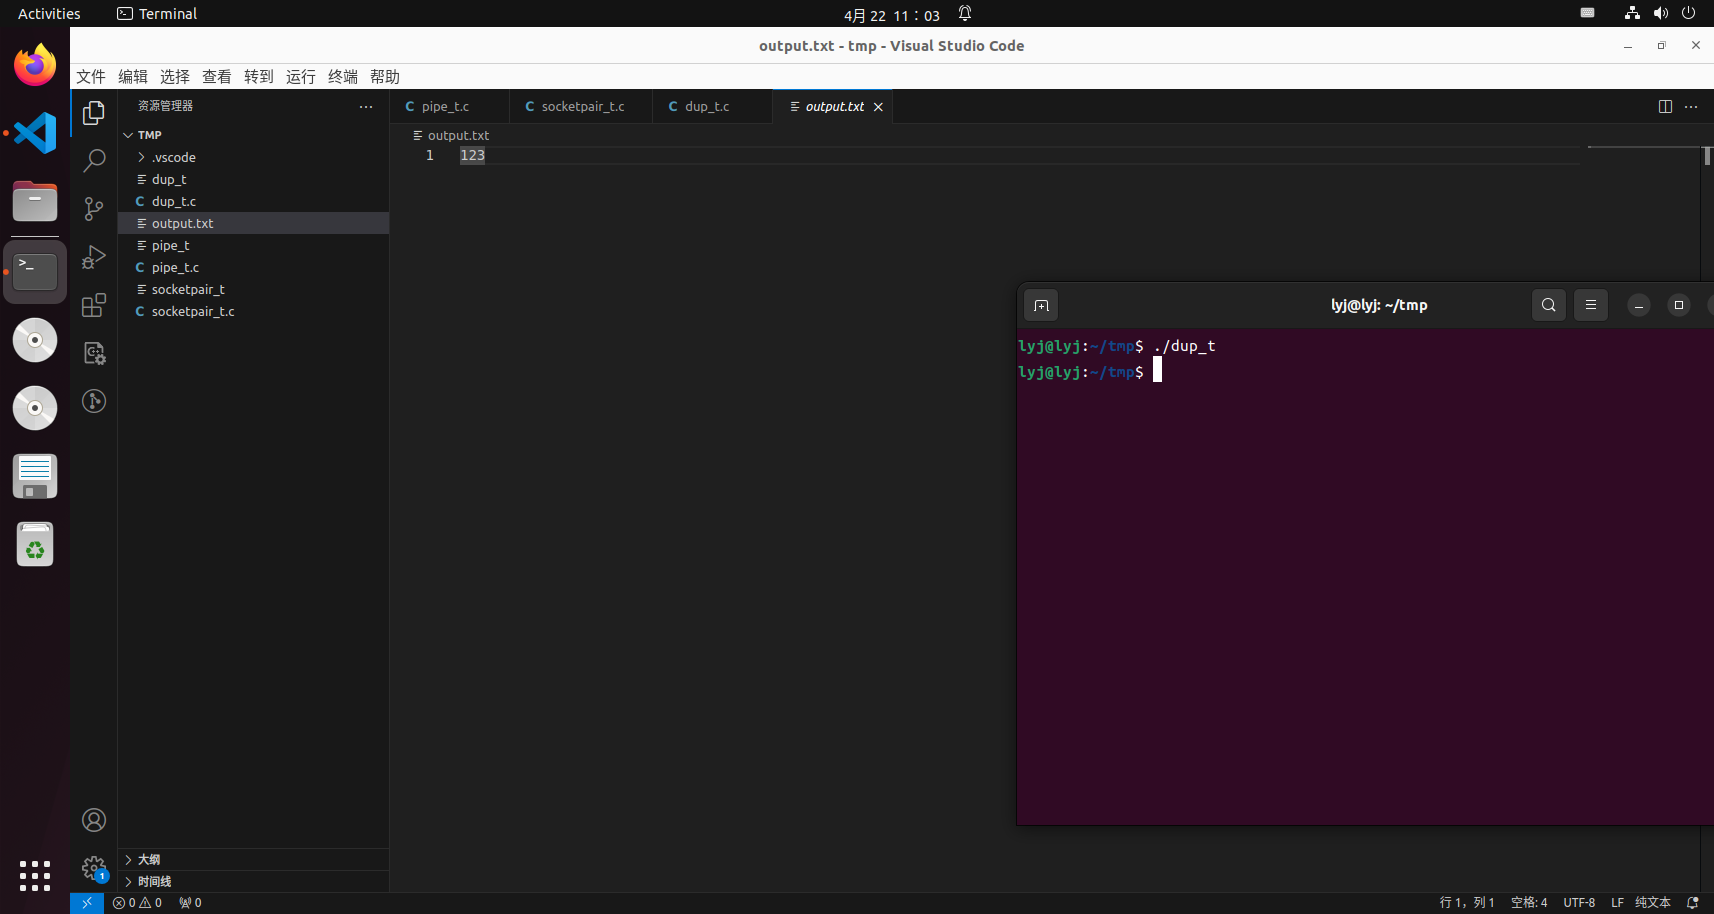 Activities
Terminal
4月 22 11：03
output.txt - tmp - Visual Studio Code
文件 编辑 选择 查看 转到 运行 终端 帮助
资源管理器
TMP
.vscode
dup_t
C dup_t.c
output.txt
pipe_t
C pipe_t.c
socketpair_t
C socketpair_t.c
大纲
时间线
C pipe_t.c
C socketpair_t.c
C dup_t.c
output.txt
output.txt
1 123
lyj@lyj: ~/tmp
lyj@lyj:~/tmp$ ./dup_t
lyj@lyj:~/tmp$
1
0 0 0
行 1，列 1 空格: 4 UTF-8 LF 纯文本